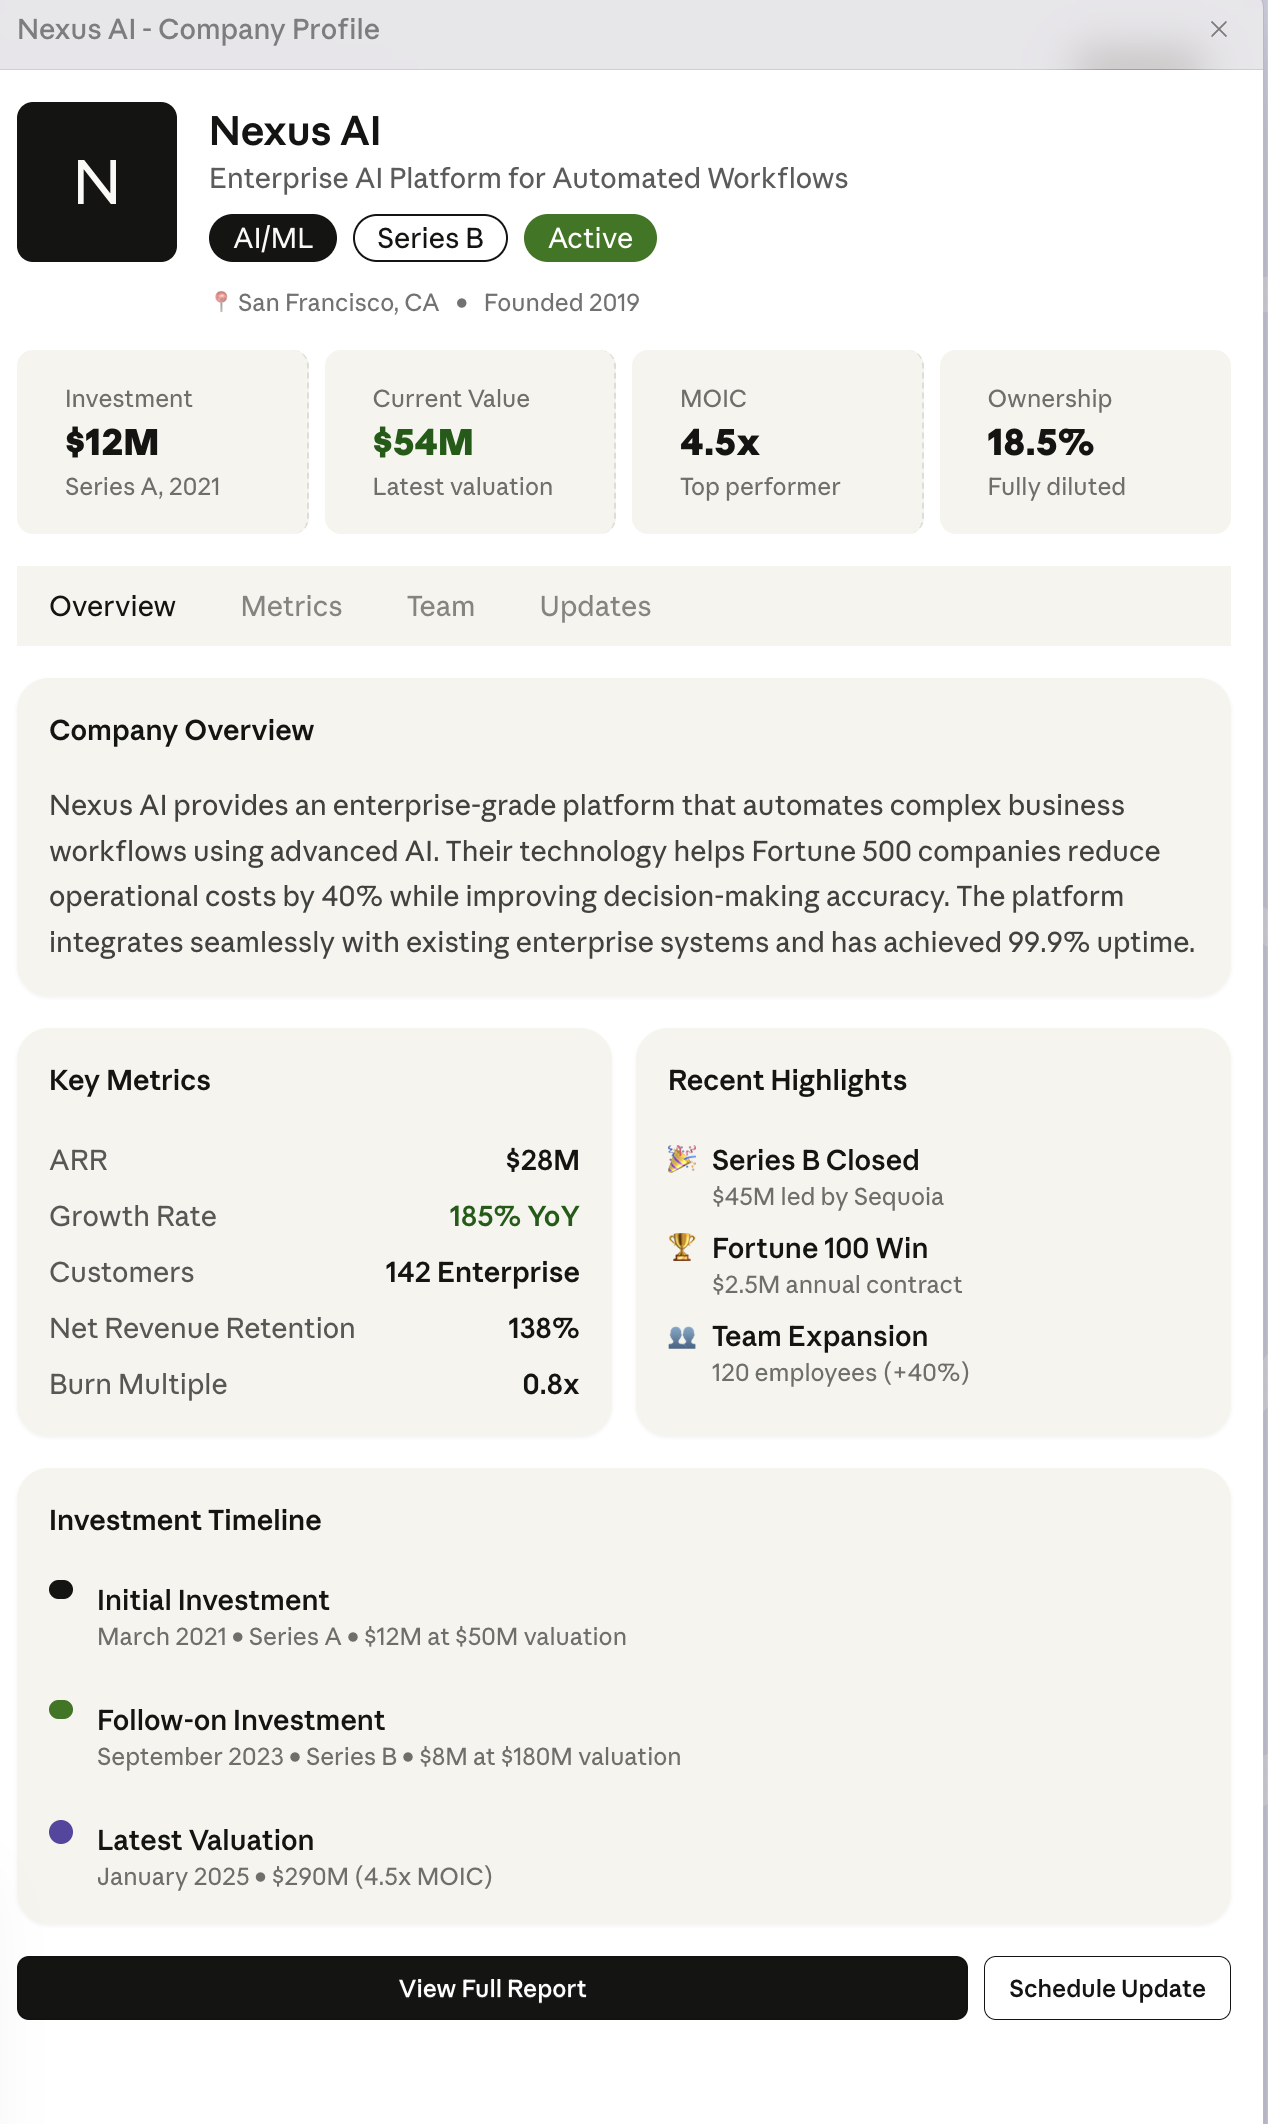 Nexus AI - Company Profile
N
Nexus AI
Enterprise AI Platform for Automated Workflows
AI/ML
Series B
Active
📍 San Francisco, CA • Founded 2019
Investment
$12M
Series A, 2021
Current Value
$54M
Latest valuation
MOIC
4.5x
Top performer
Ownership
18.5%
Fully diluted
Overview
Metrics
Team
Updates
Company Overview
Nexus AI provides an enterprise-grade platform that automates complex business
workflows using advanced AI. Their technology helps Fortune 500 companies reduce
operational costs by 40% while improving decision-making accuracy. The platform
integrates seamlessly with existing enterprise systems and has achieved 99.9% uptime.
Key Metrics
ARR $28M
Growth Rate 185% YoY
Customers 142 Enterprise
Net Revenue Retention 138%
Burn Multiple 0.8x
Recent Highlights
🎉 Series B Closed
$45M led by Sequoia
🏆 Fortune 100 Win
$2.5M annual contract
👥 Team Expansion
120 employees (+40%)
Investment Timeline
Initial Investment
March 2021 • Series A • $12M at $50M valuation
Follow-on Investment
September 2023 • Series B • $8M at $180M valuation
Latest Valuation
January 2025 • $290M (4.5x MOIC)
View Full Report
Schedule Update